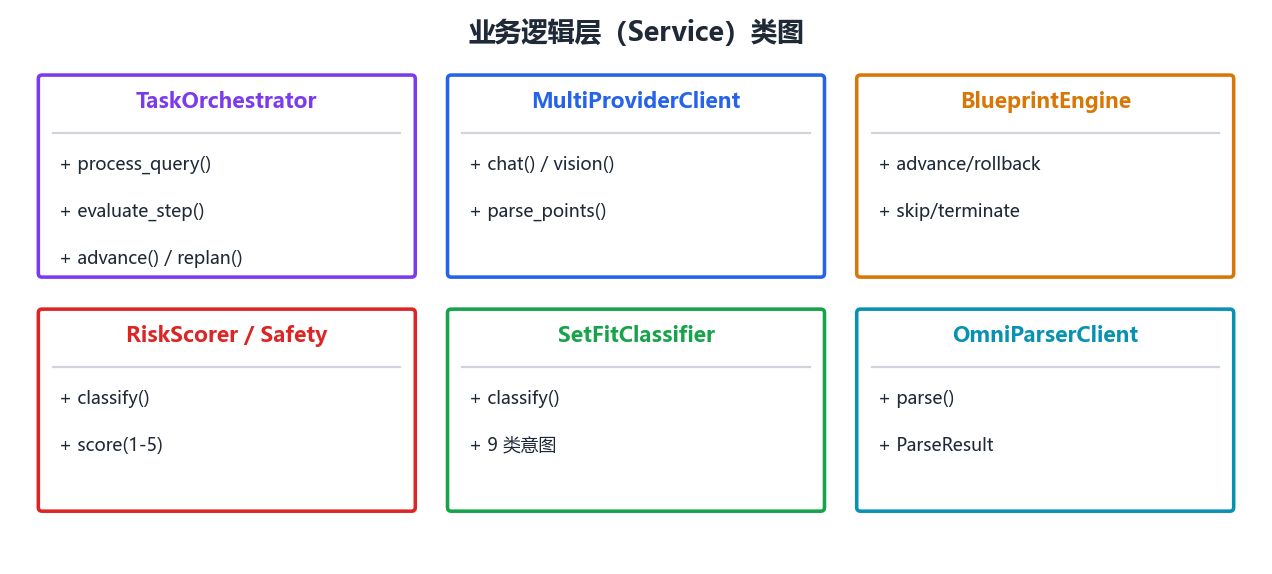 业务逻辑层（Service）类图
TaskOrchestrator
+ process_query()
+ evaluate_step()
+ advance() / replan()
MultiProviderClient
+ chat() / vision()
+ parse_points()
BlueprintEngine
+ advance/rollback
+ skip/terminate
RiskScorer / Safety
+ classify()
+ score(1-5)
SetFitClassifier
+ classify()
+ 9 类意图
OmniParserClient
+ parse()
+ ParseResult